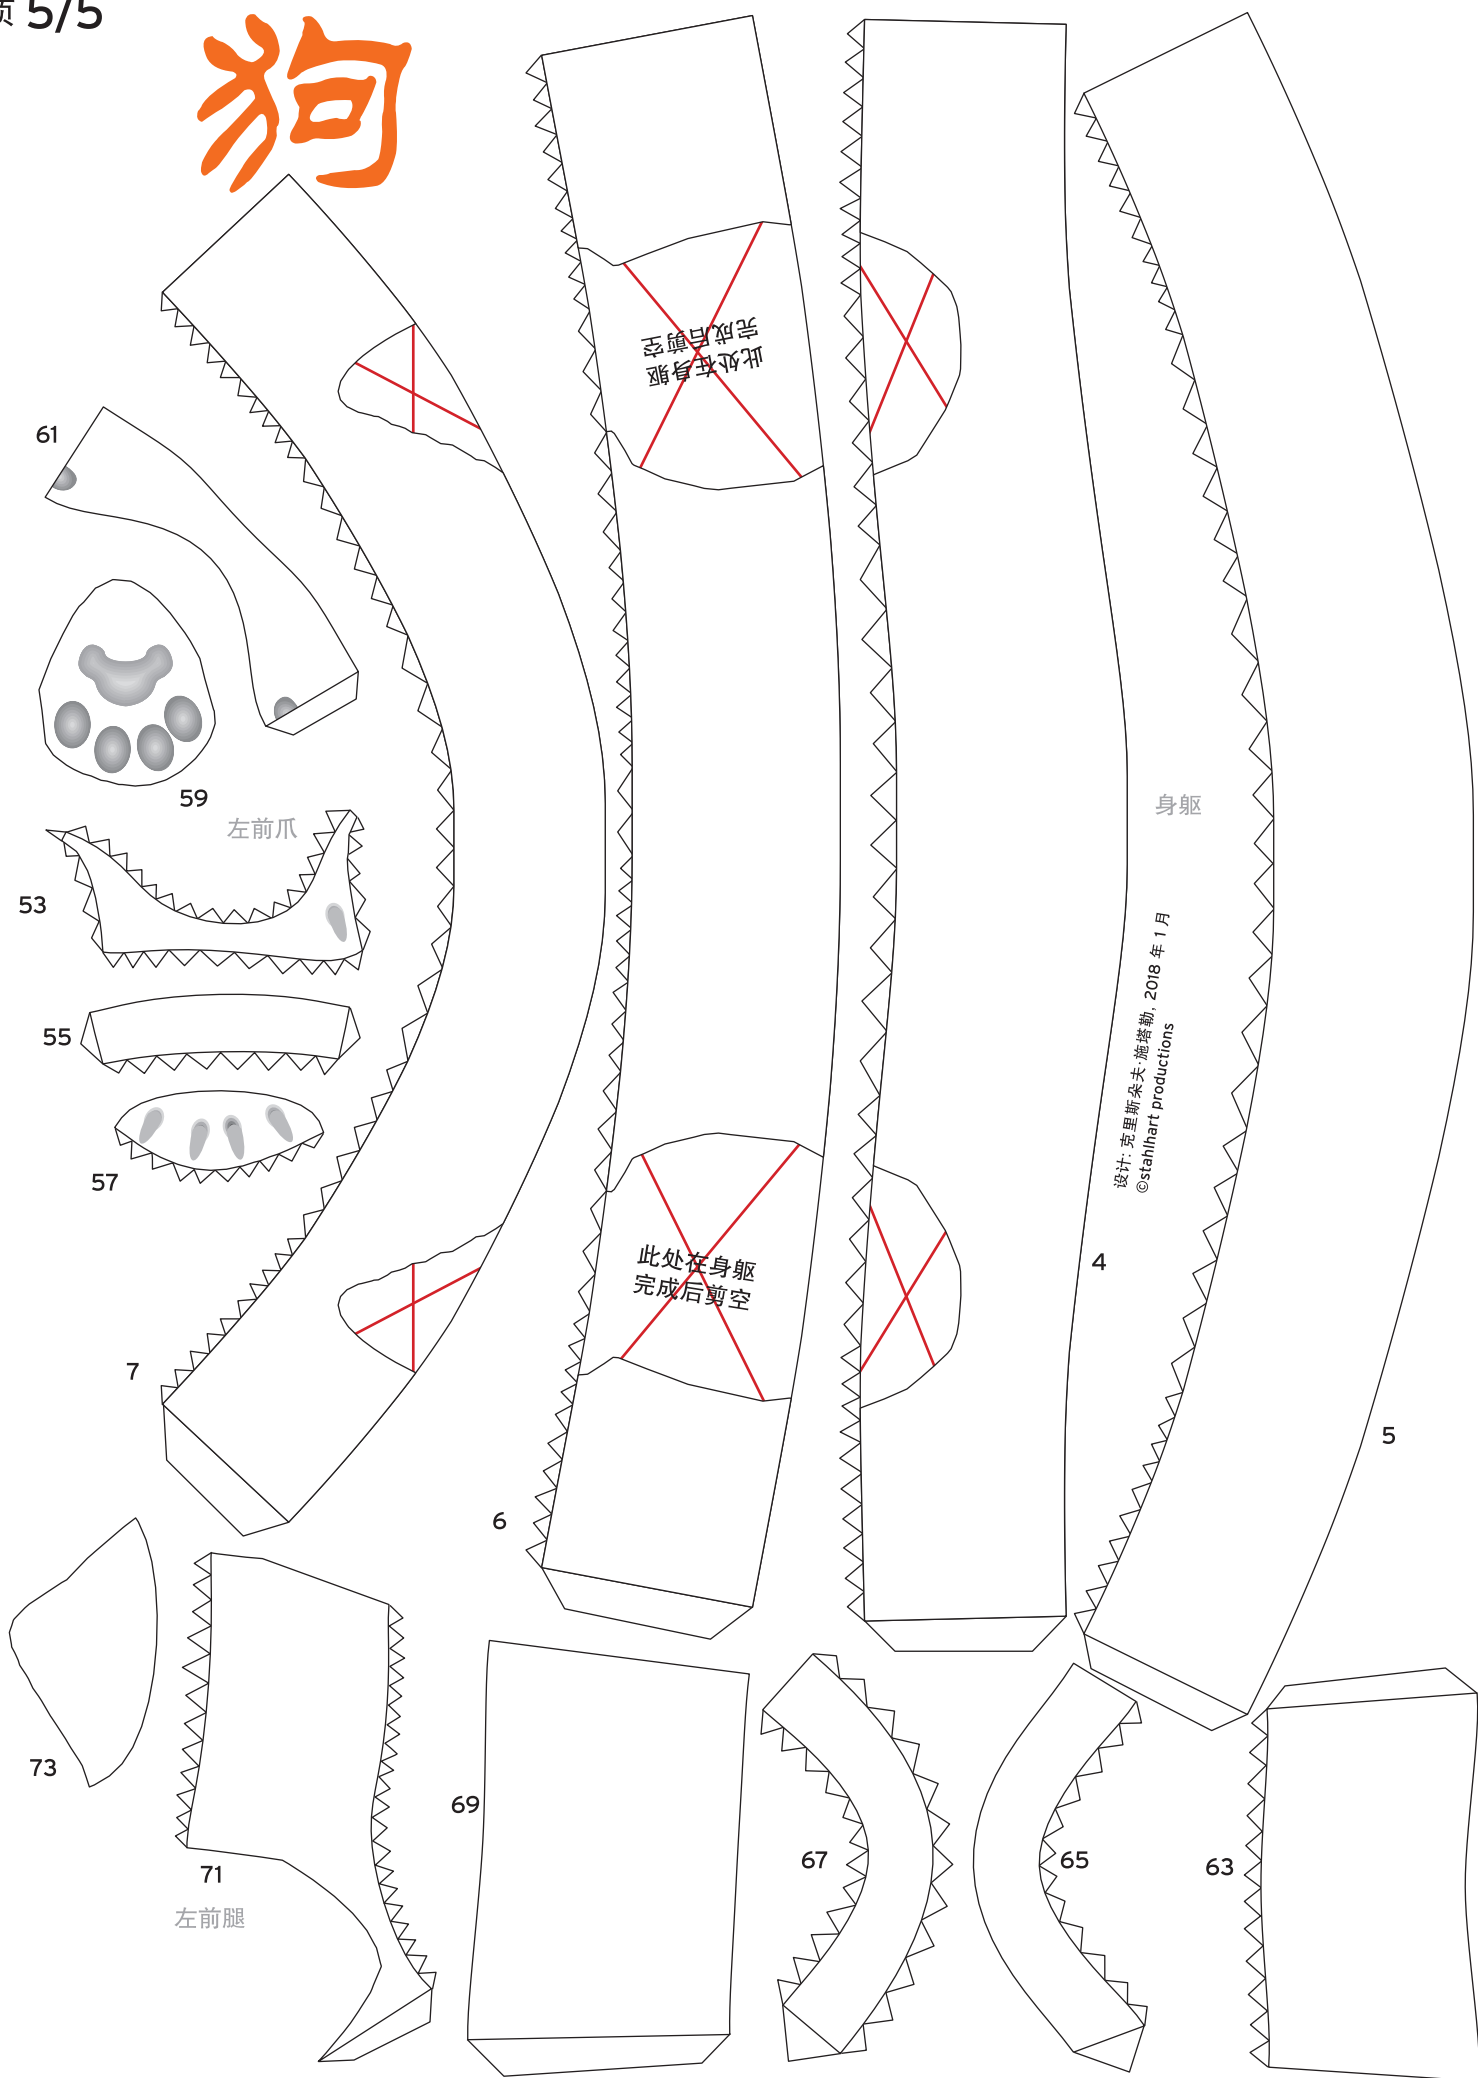 页 5/5
狗
此处在身躯
完成后剪空
61
59
左前爪
身躯
53
设计: 克里斯朵夫·施塔勒, 2018 年 1 月
©stahlhart productions
55
57
此处在身躯
完成后剪空
4
7
5
6
73
69
67
65
63
71
左前腿